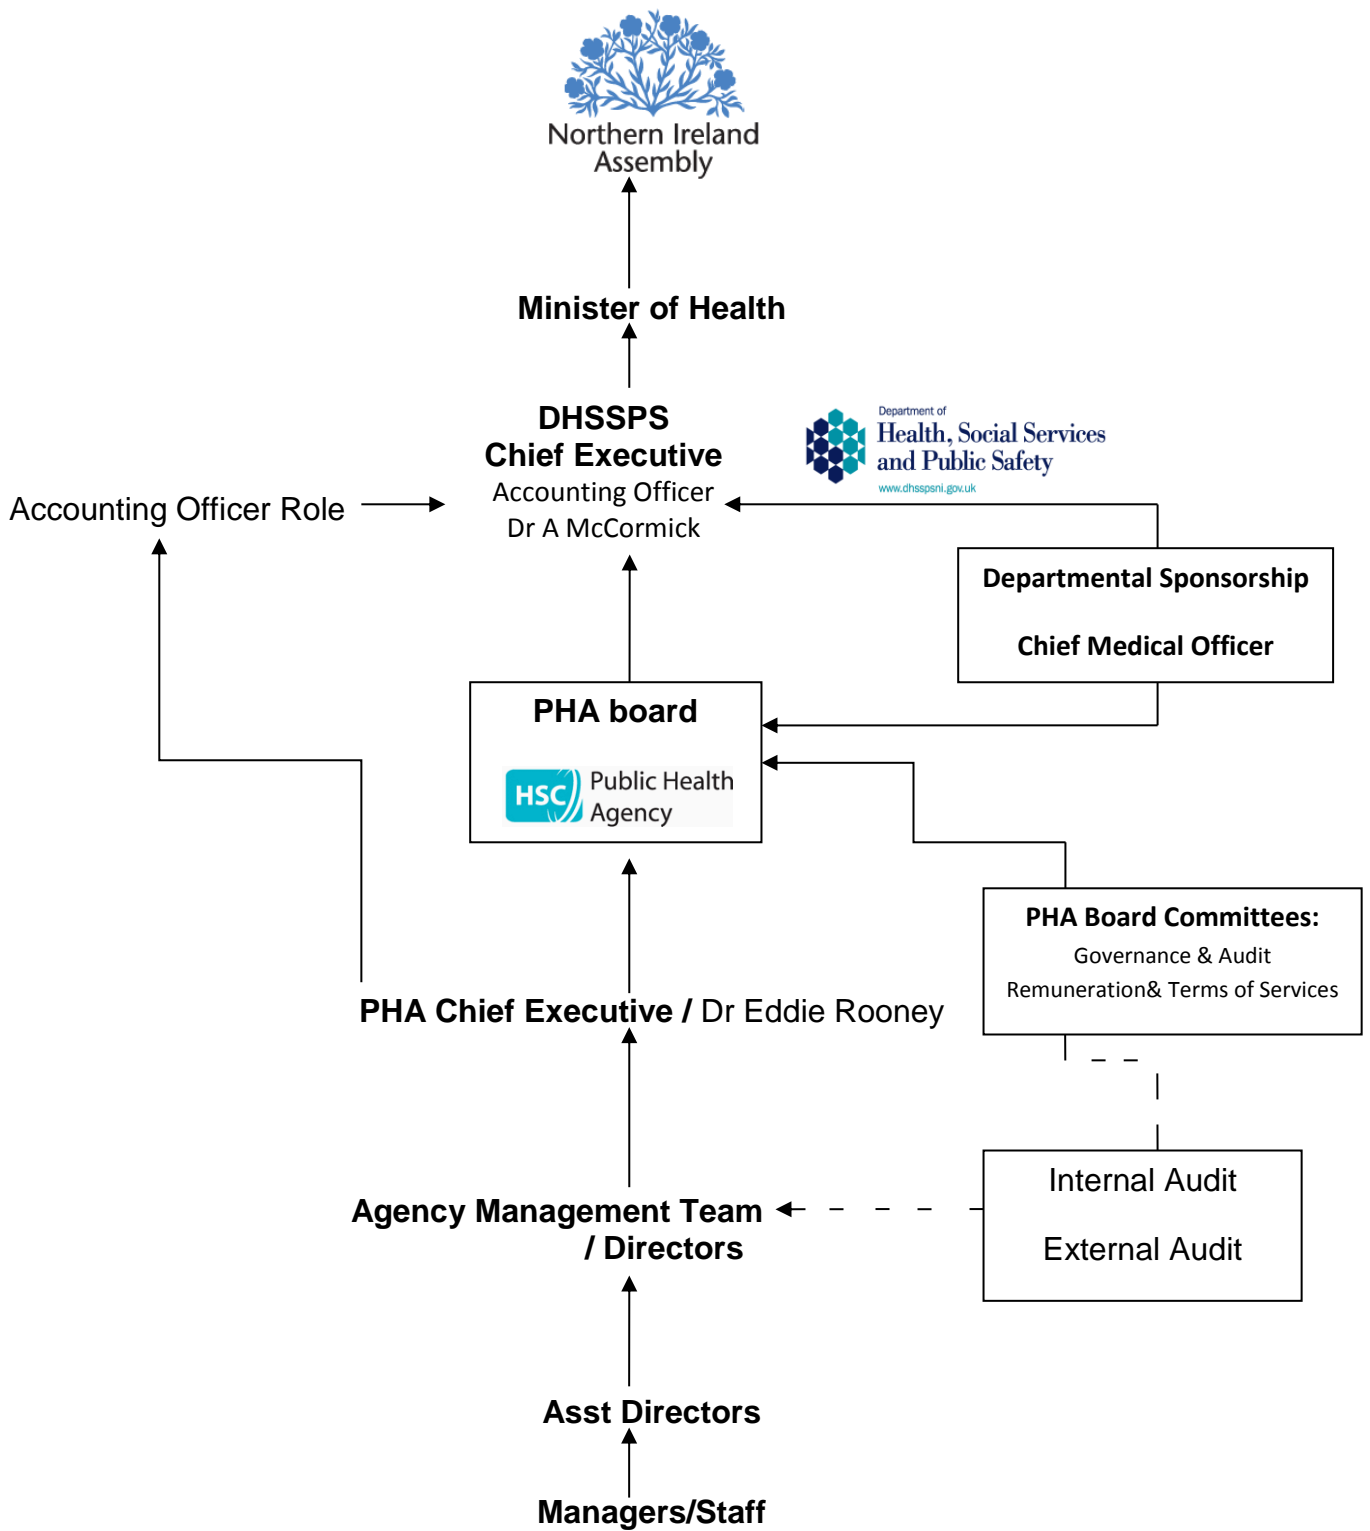 Northern Ireland
Assembly
Minister of Health
DHSSPS
Chief Executive
Accounting Officer
Dr A McCormick
Department of
Health, Social Services
and Public Safety
www.dhsspsni.gov.uk
Accounting Officer Role
Departmental Sponsorship
Chief Medical Officer
PHA board
HSC
Public Health
Agency
PHA Board Committees:
Governance & Audit
Remuneration& Terms of Services
PHA Chief Executive / Dr Eddie Rooney
Internal Audit
External Audit
Agency Management Team
/ Directors
Asst Directors
Managers/Staff